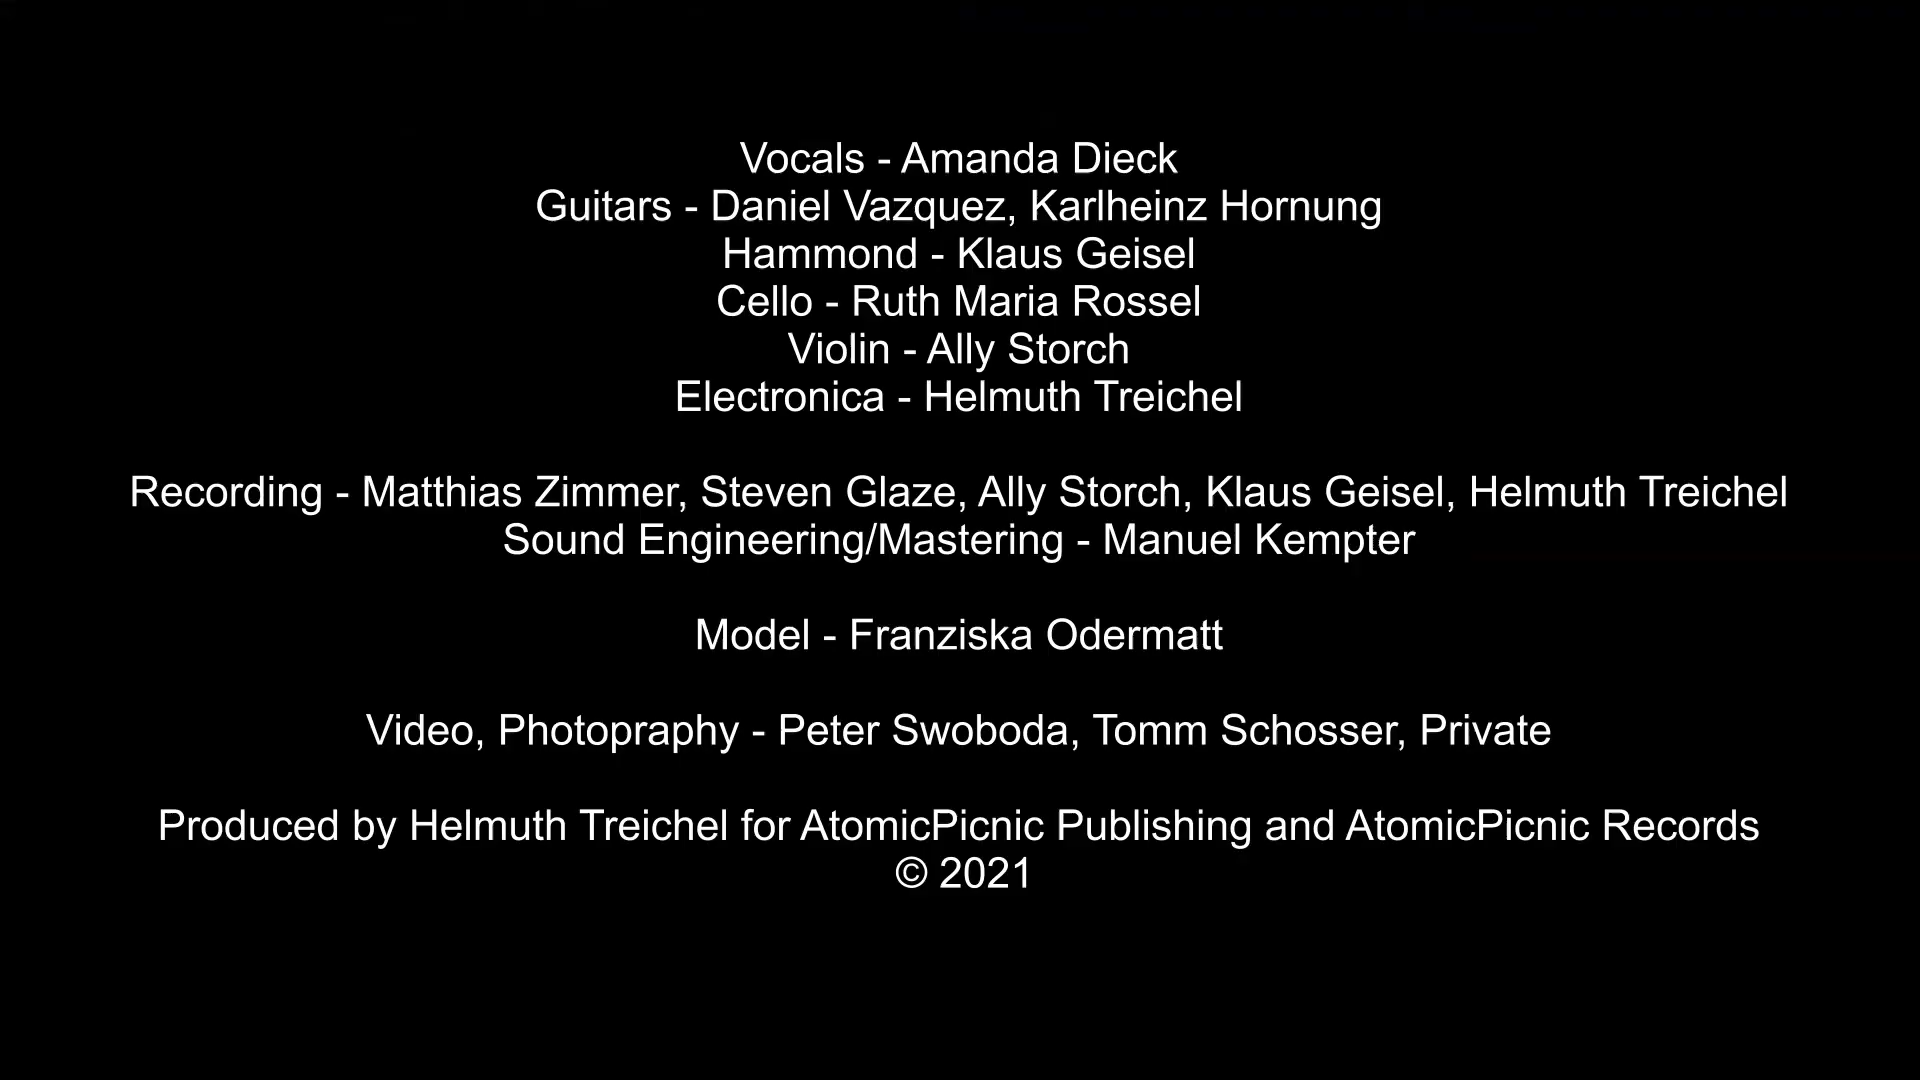 Vocals - Amanda Dieck
Guitars - Daniel Vazquez, Karlheinz Hornung
Hammond - Klaus Geisel
Cello - Ruth Maria Rossel
Violin - Ally Storch
Electronica - Helmuth Treichel
Recording - Matthias Zimmer, Steven Glaze, Ally Storch, Klaus Geisel, Helmuth Treichel
Sound Engineering/Mastering - Manuel Kempter
Model - Franziska Odermatt
Video, Photopraphy - Peter Swoboda, Tomm Schosser, Private
Produced by Helmuth Treichel for AtomicPicnic Publishing and AtomicPicnic Records
© 2021